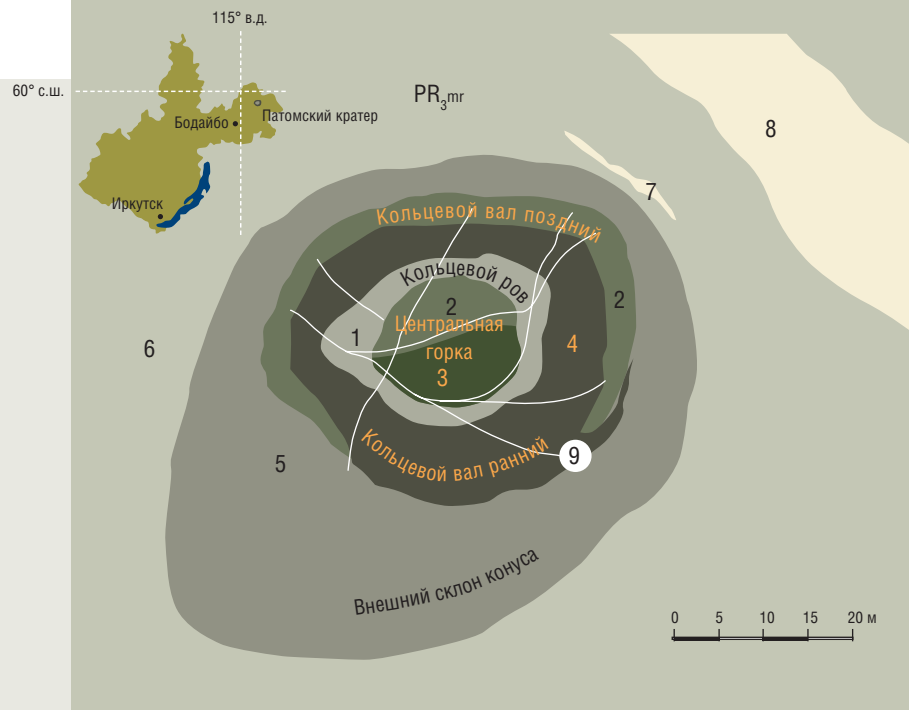 115° в.д.
60° с.ш.
Бодайбо
Патомский кратер
Иркутск
PR₃mr
8
7
Кольцевой вал поздний
Кольцевой ров
2
2
Центральная
горка
3
1
4
6
5
Кольцевой вал ранний
9
Внешний склон конуса
0 5 10 15 20 м